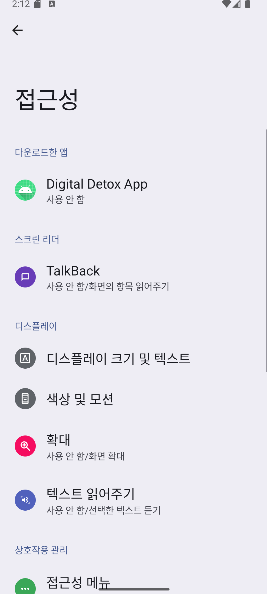 2:12
접근성
다운로드한 앱
Digital Detox App
사용 안 함
스크린 리더
TalkBack
사용 안 함/화면의 항목 읽어주기
디스플레이
디스플레이 크기 및 텍스트
색상 및 모션
확대
사용 안 함/화면 확대
텍스트 읽어주기
사용 안 함/선택한 텍스트 듣기
상호작용 관리
접근성 메뉴